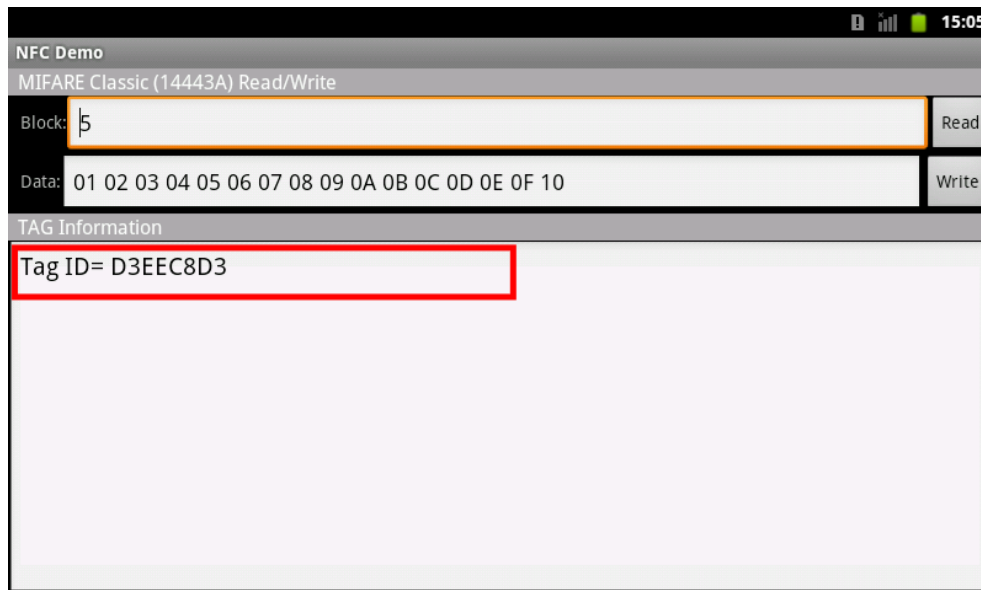 15:05
NFC Demo
MIFARE Classic (14443A) Read/Write
Block: 5 Read
Data: 01 02 03 04 05 06 07 08 09 0A 0B 0C 0D 0E 0F 10 Write
TAG Information
Tag ID= D3EEC8D3